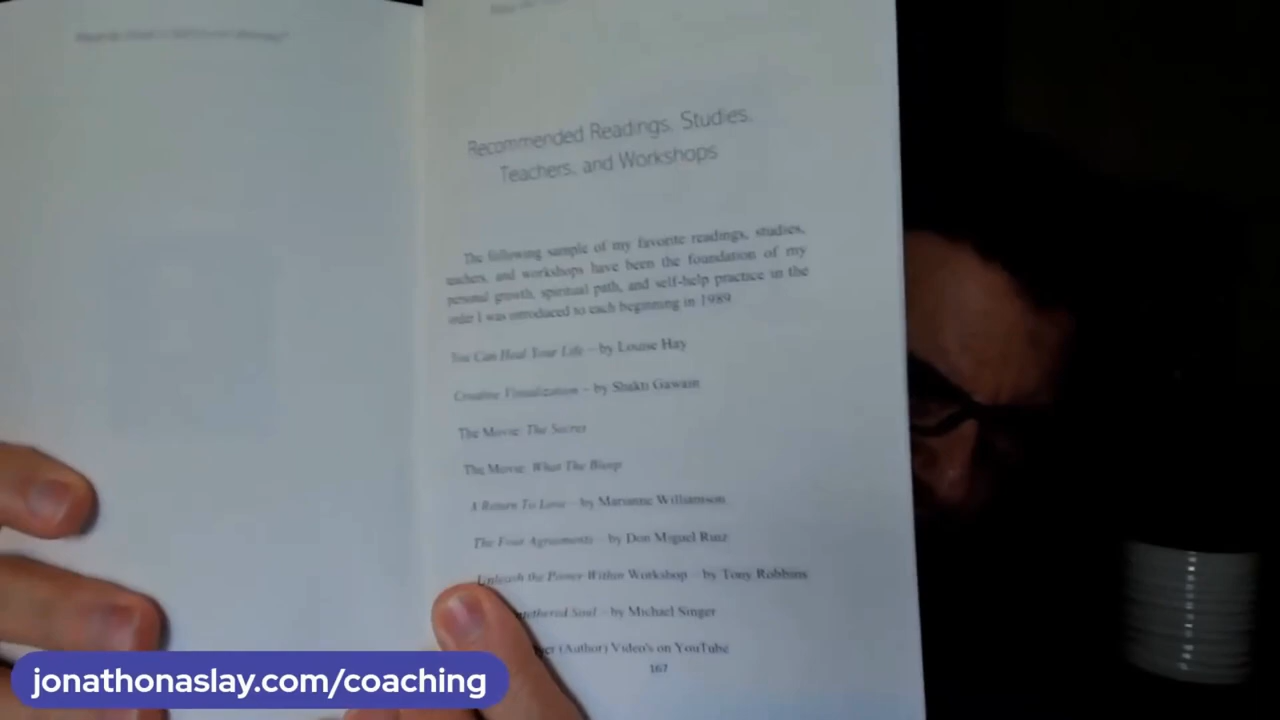 Recommended Readings, Studies,
Teachers, and Workshops
The following sample of my favorite readings, studies,
teachers, and workshops have been the foundation of my
personal growth, spiritual path, and self-help practice in the
order I was introduced to each beginning in 1989
You Can Heal Your Life – by Louise Hay
Creative Visualization – by Shakti Gawain
The Movie: The Secret
The Movie: What The Bleep
A Return To Love – by Marianne Williamson
The Four Agreements – by Don Miguel Ruiz
Unleash the Power Within Workshop – by Tony Robbins
Soul – by Michael Singer
(Author) Video's on YouTube
167
jonathonaslay.com/coaching